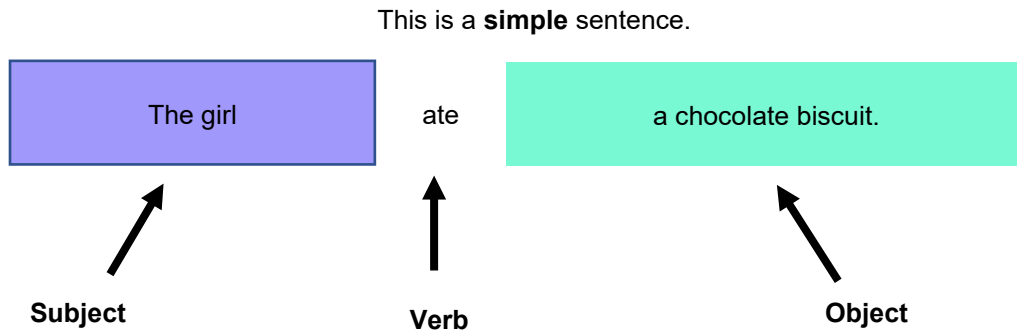 This is a simple sentence.
The girl ate a chocolate biscuit.
Subject Verb Object